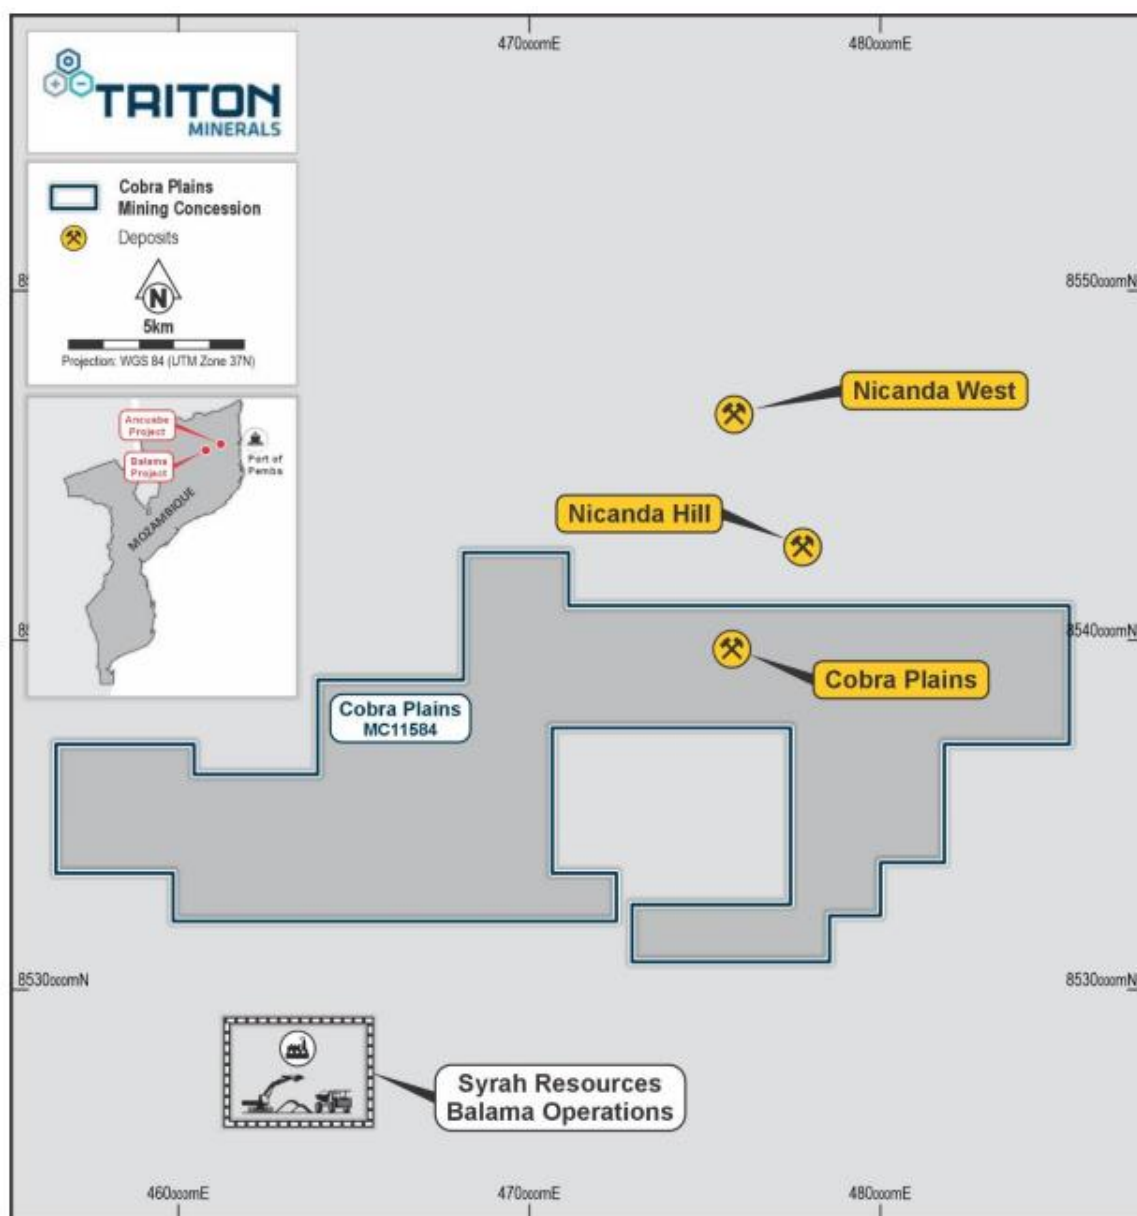 470000mE
480000mE
TRITON
MINERALS
Cobra Plains
Mining Concession
Deposits
N
5km
Projection: WGS 84 (UTM Zone 37N)
8550000mN
Ancuabe
Project
Balama
Project
Port of
Pemba
MOZAMBIQUE
Nicanda West
Nicanda Hill
8540000mN
Cobra Plains
Cobra Plains
MC11584
8530000mN
8530000mN
Syrah Resources
Balama Operations
460000mE
470000mE
480000mE